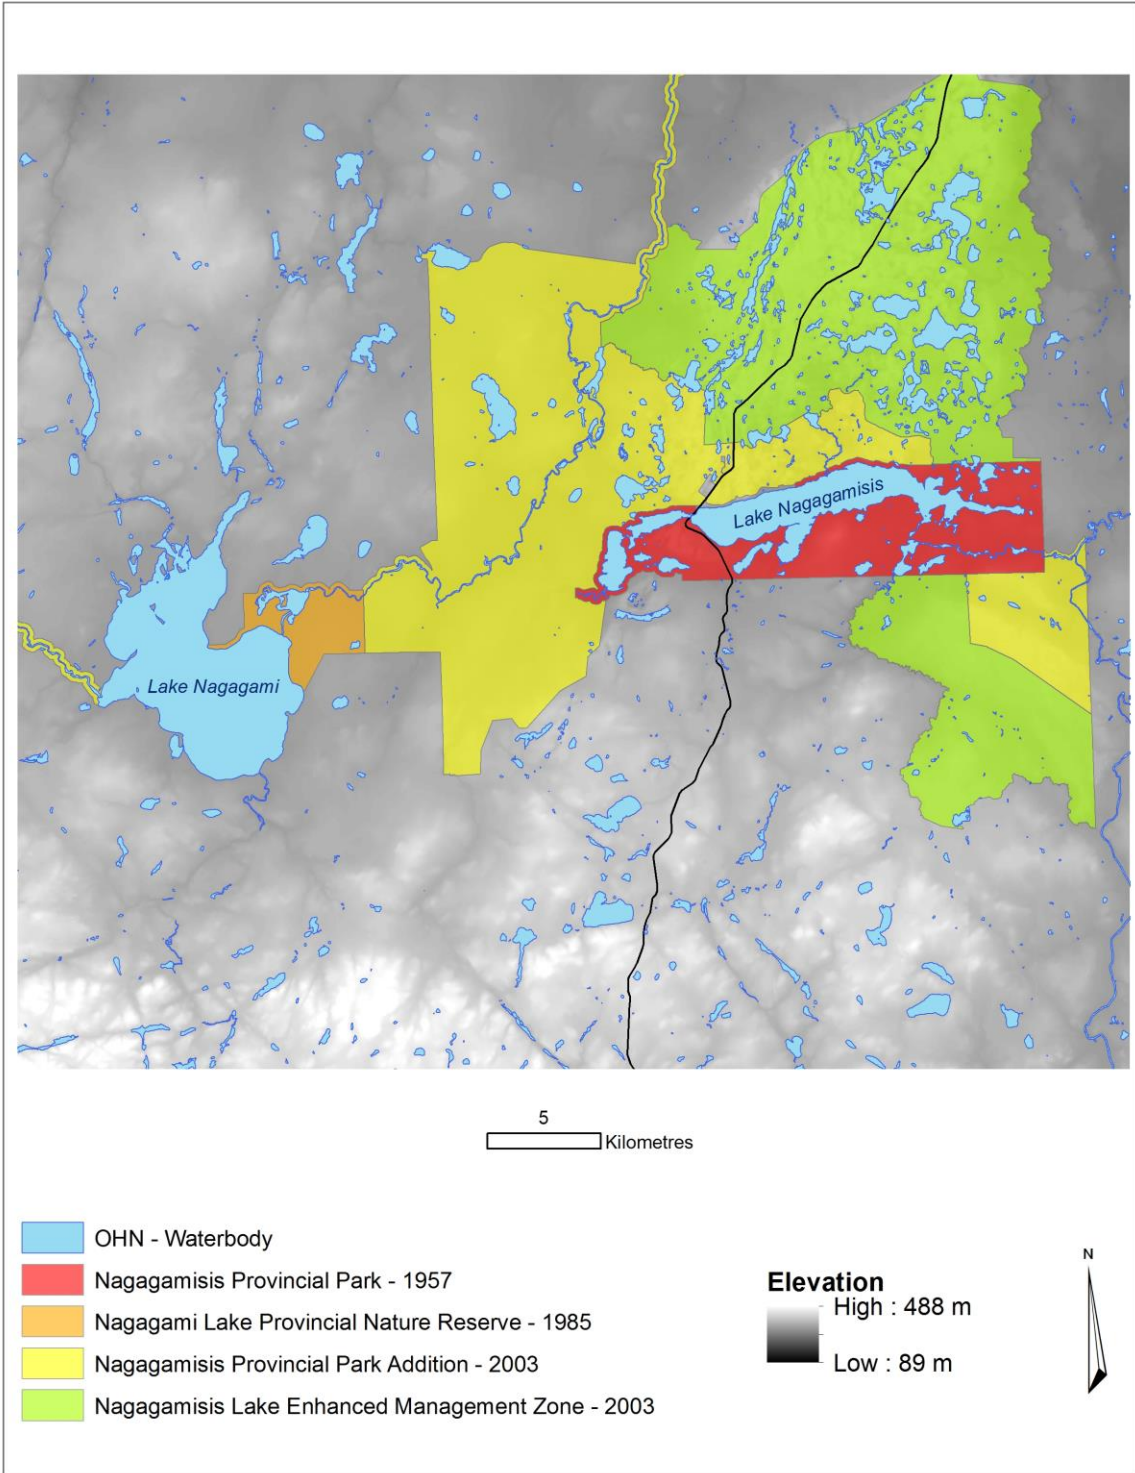 Lake Nagagamisis
Lake Nagagami
5
Kilometres
OHN - Waterbody
Nagagamisis Provincial Park - 1957
Nagagami Lake Provincial Nature Reserve - 1985
Nagagamisis Provincial Park Addition - 2003
Nagagamisis Lake Enhanced Management Zone - 2003
Elevation
High : 488 m
Low : 89 m
N